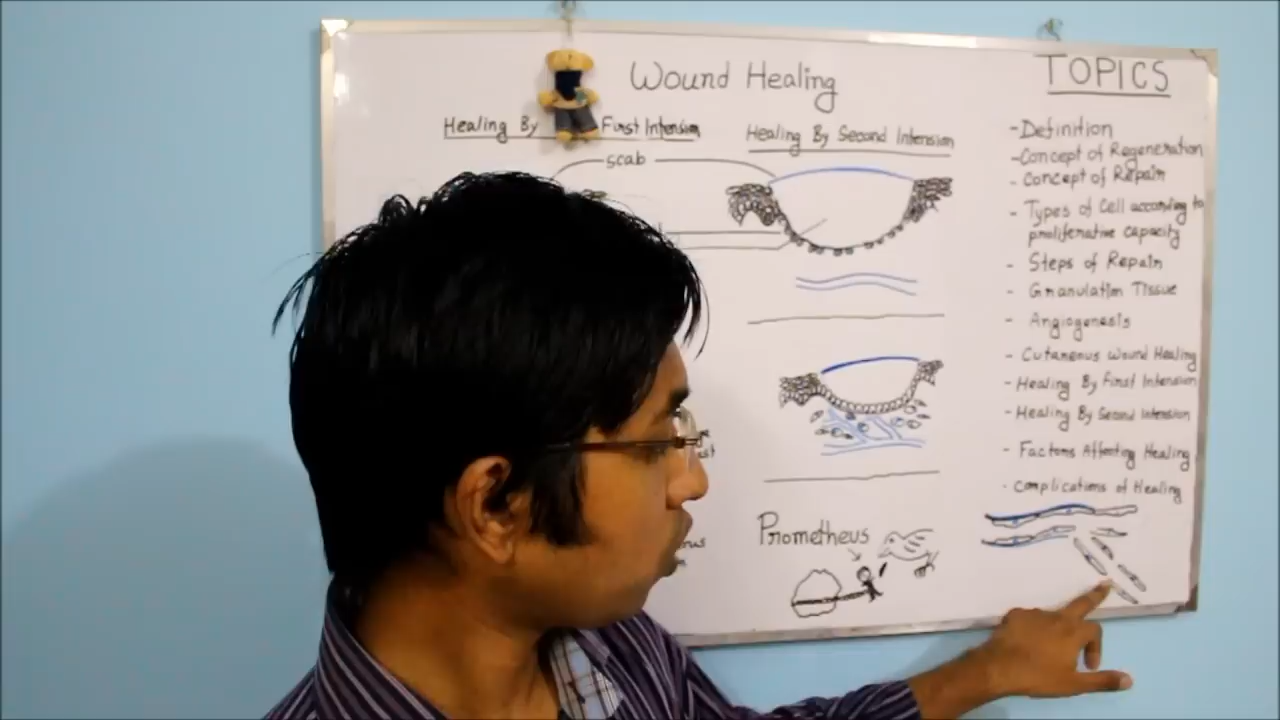 Wound Healing
Healing By First Intension
Healing By Second Intension
scab
Prometheus
TOPICS
- Definition
- Concept of Regeneration
- Concept of Repair
- Types of Cell according to
proliferative capacity
- Steps of Repair
- Granulation Tissue
- Angiogenesis
- Cutaneous Wound Healing
- Healing By First Intension
- Healing By Second Intension
- Factors Affecting Healing
- Complications of Healing